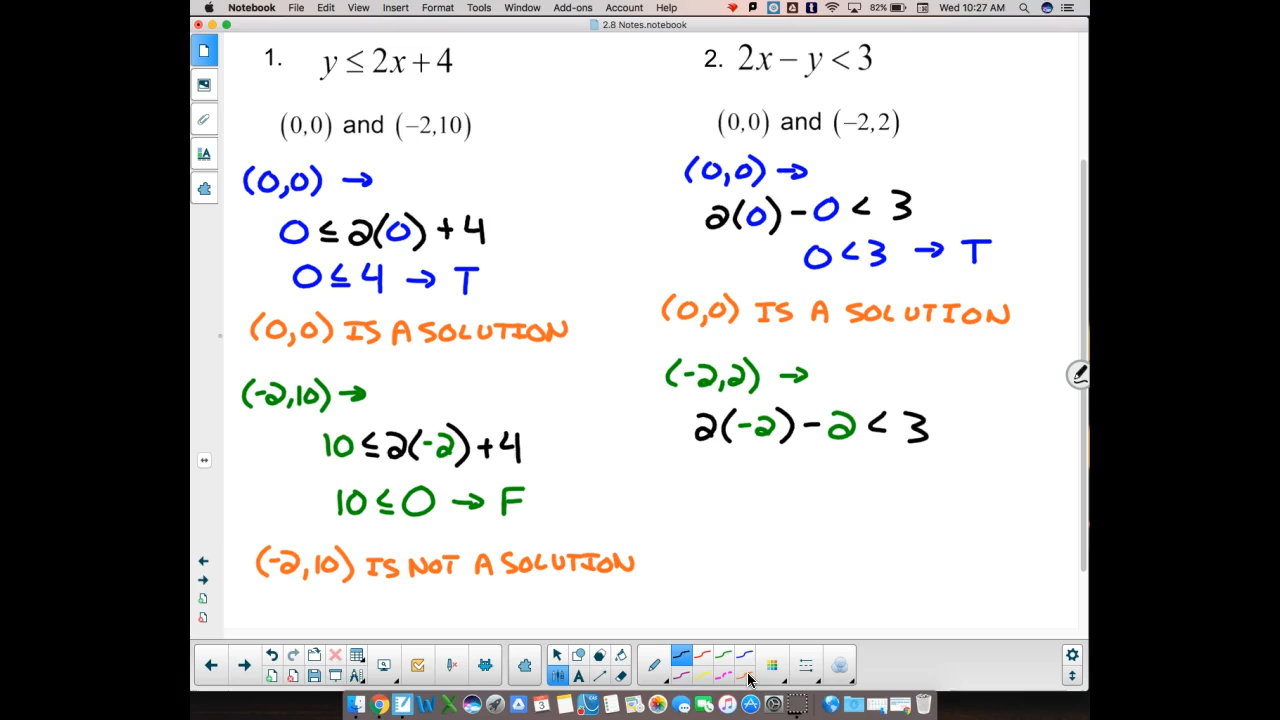 Notebook File Edit View Insert Format Tools Window Add-ons Account Help 82% Wed 10:27 AM
2.8 Notes.notebook
1. y ≤ 2x + 4
(0,0) and (−2,10)
(0,0) →
0 ≤ 2(0) + 4
0 ≤ 4 → T
(0,0) IS A SOLUTION
(-2,10) →
10 ≤ 2(-2) + 4
10 ≤ 0 → F
(-2,10) IS NOT A SOLUTION
2. 2x − y < 3
(0,0) and (−2,2)
(0,0) →
2(0) - 0 < 3
0 < 3 → T
(0,0) IS A SOLUTION
(-2,2) →
2(-2) - 2 < 3